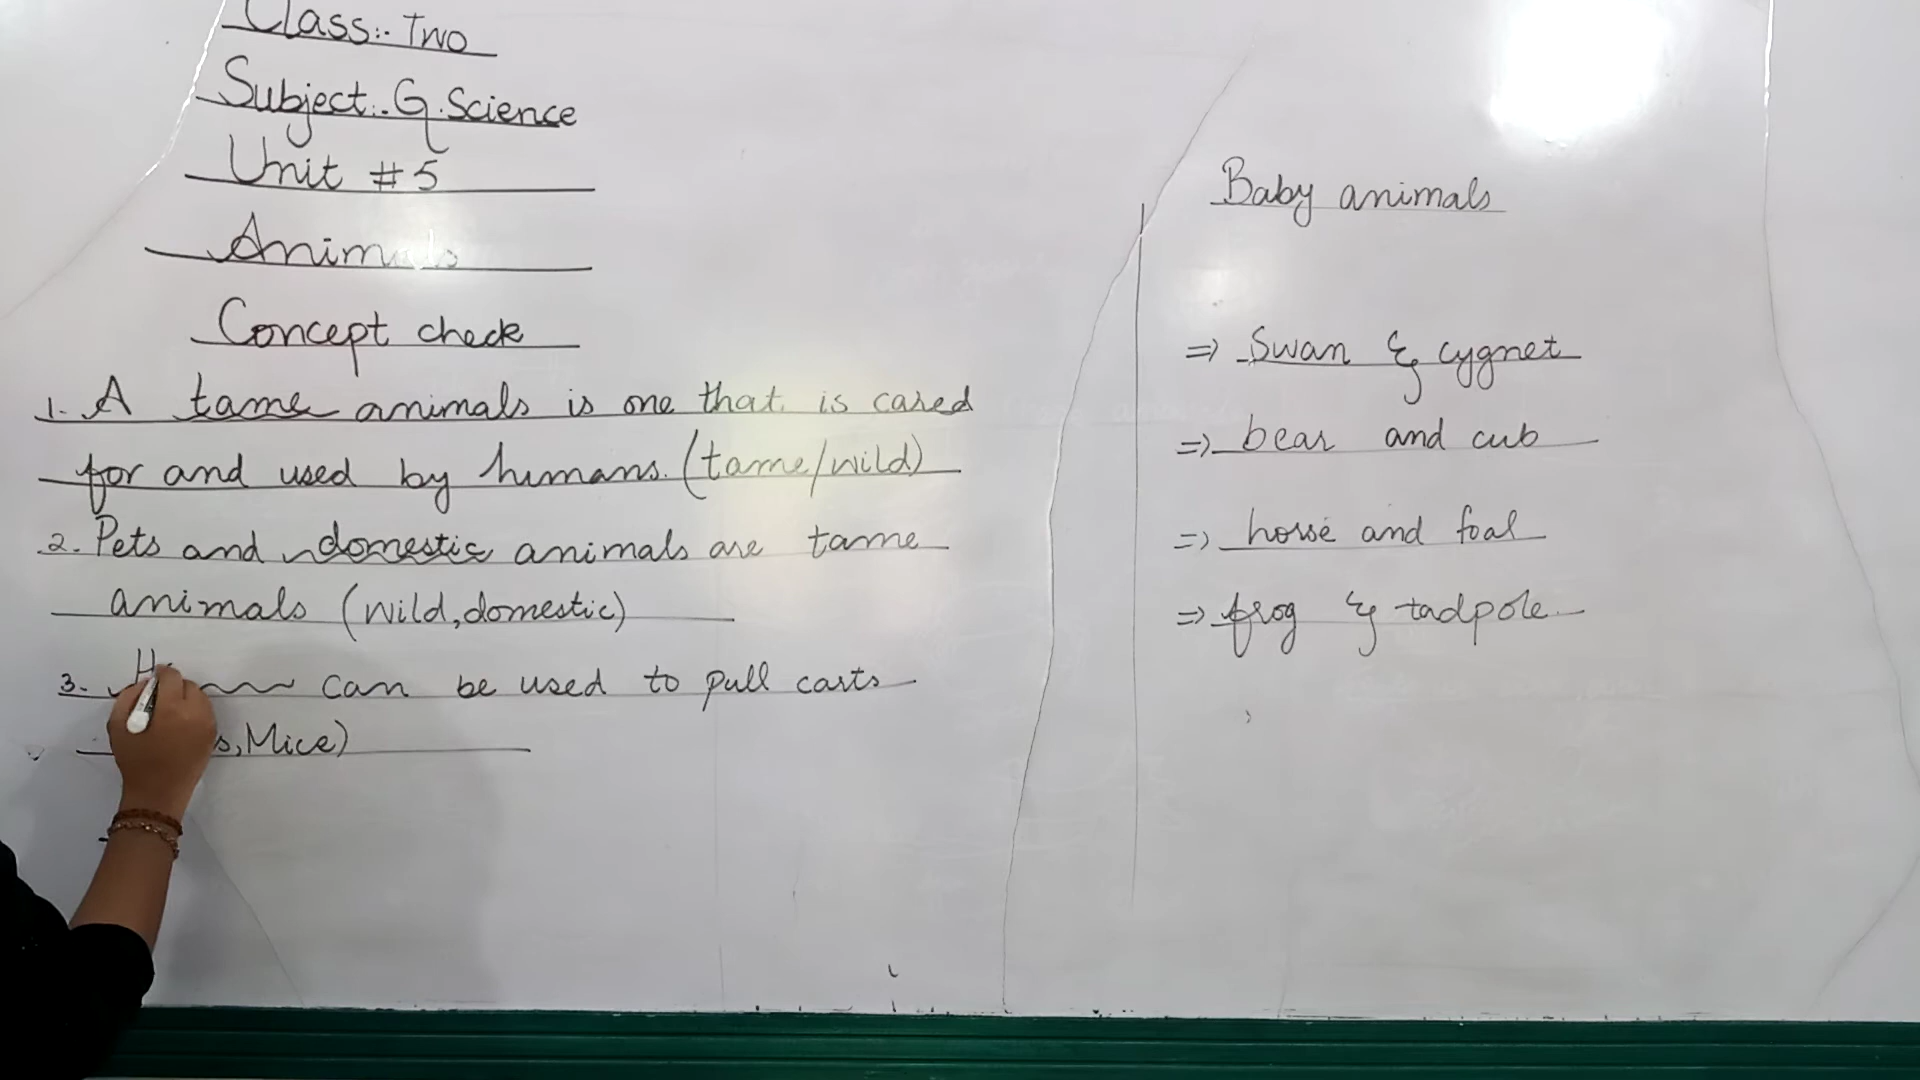 Class:- Two
Subject:- G.Science
Unit #5
Animals
Concept check
1. A tame animals is one that is cared
for and used by humans. (tame/wild)
2. Pets and domestic animals are tame
animals (wild,domestic)
3. can be used to pull carts
s,Mice)
Baby animals
=> Swan & cygnet
=> bear and cub
=> horse and foal
=> frog & tadpole